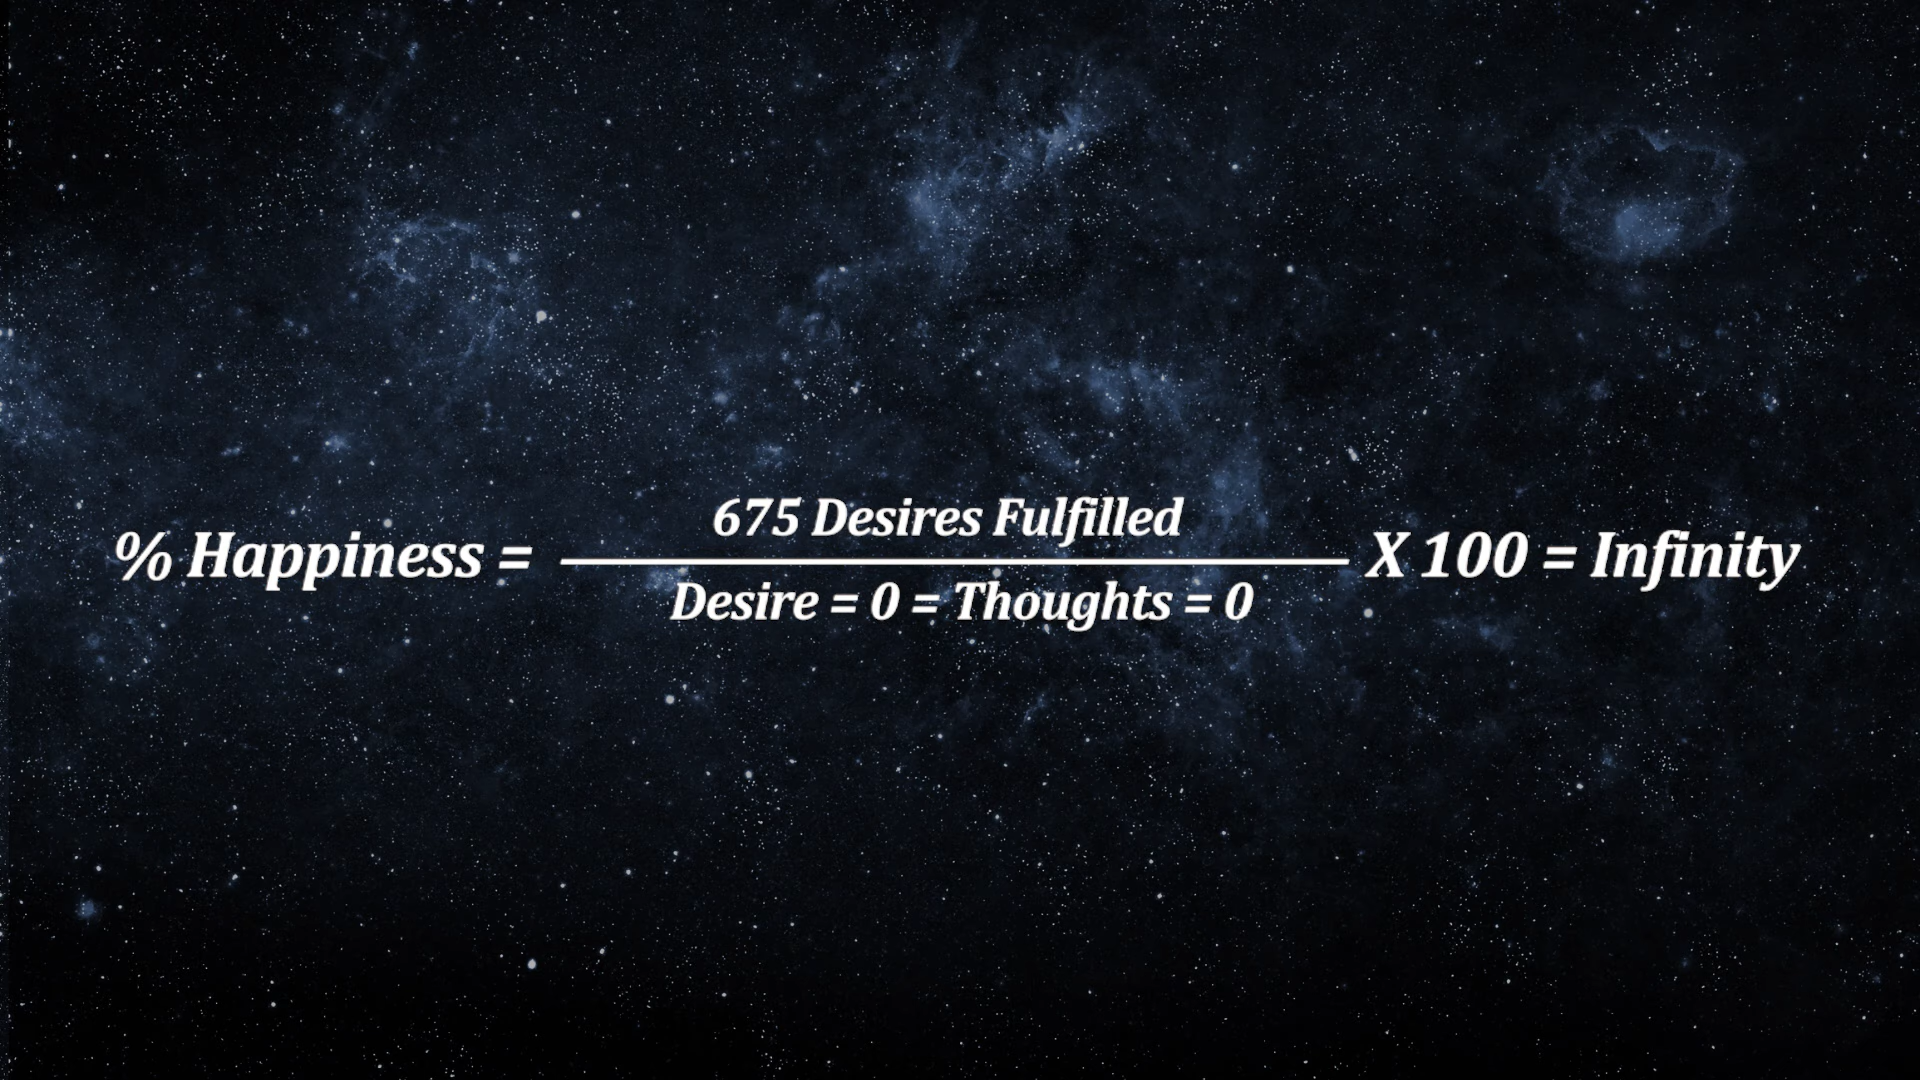 675 Desires Fulfilled
% Happiness = X 100 = Infinity
Desire = 0 = Thoughts = 0